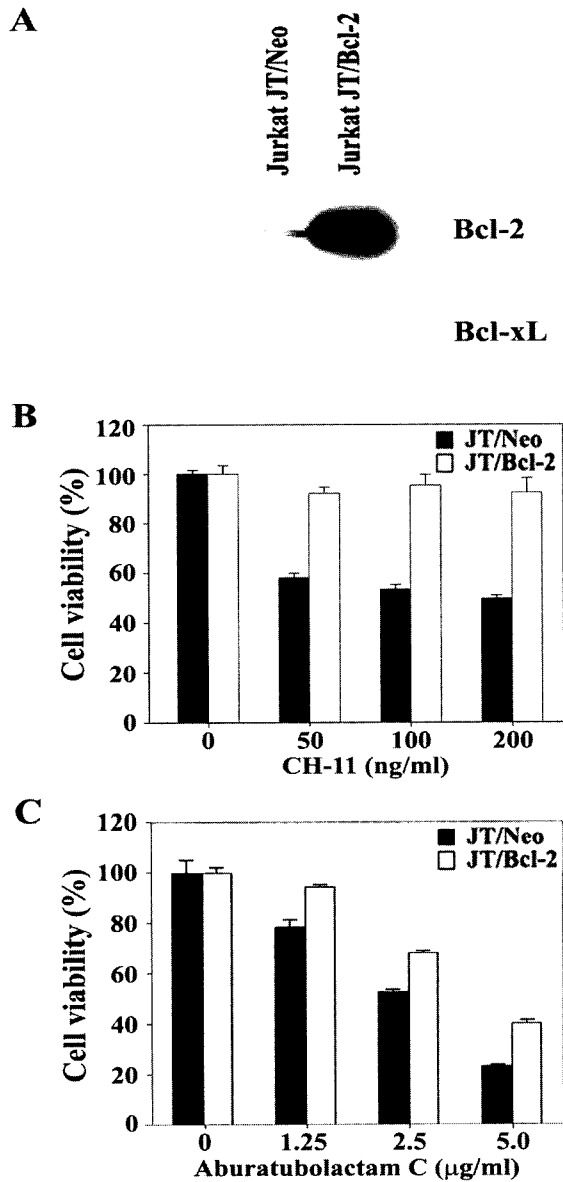 A
Jurkat JT/Neo
Jurkat JT/Bcl-2
Bcl-2
Bcl-xL
B
120
100
80
60
40
20
0
Cell viability (%)
JT/Neo
JT/Bcl-2
0 50 100 200
CH-11 (ng/ml)
C
120
100
80
60
40
20
0
Cell viability (%)
JT/Neo
JT/Bcl-2
0 1.25 2.5 5.0
Aburatubolactam C (μg/ml)